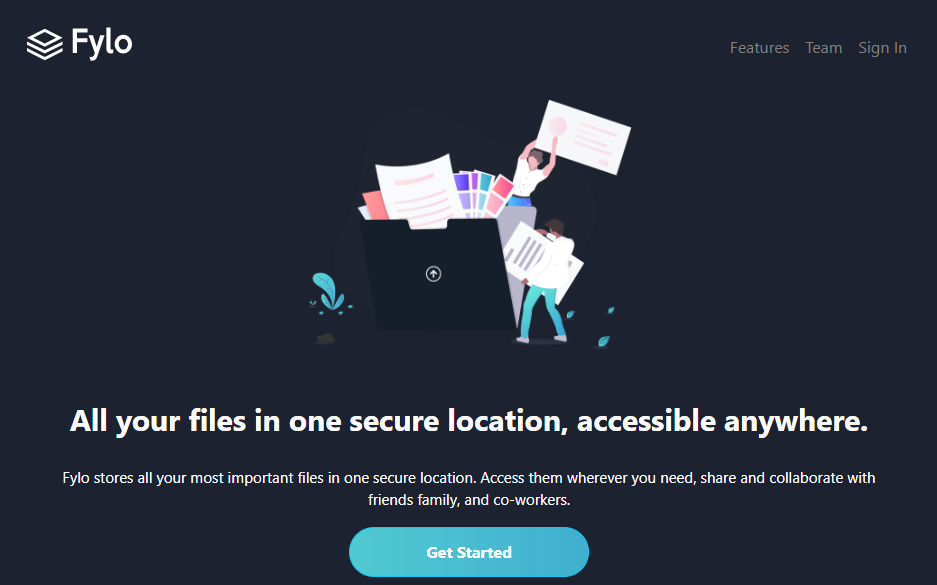 Fylo
Features Team Sign In
All your files in one secure location, accessible anywhere.
Fylo stores all your most important files in one secure location. Access them wherever you need, share and collaborate with
friends family, and co-workers.
Get Started